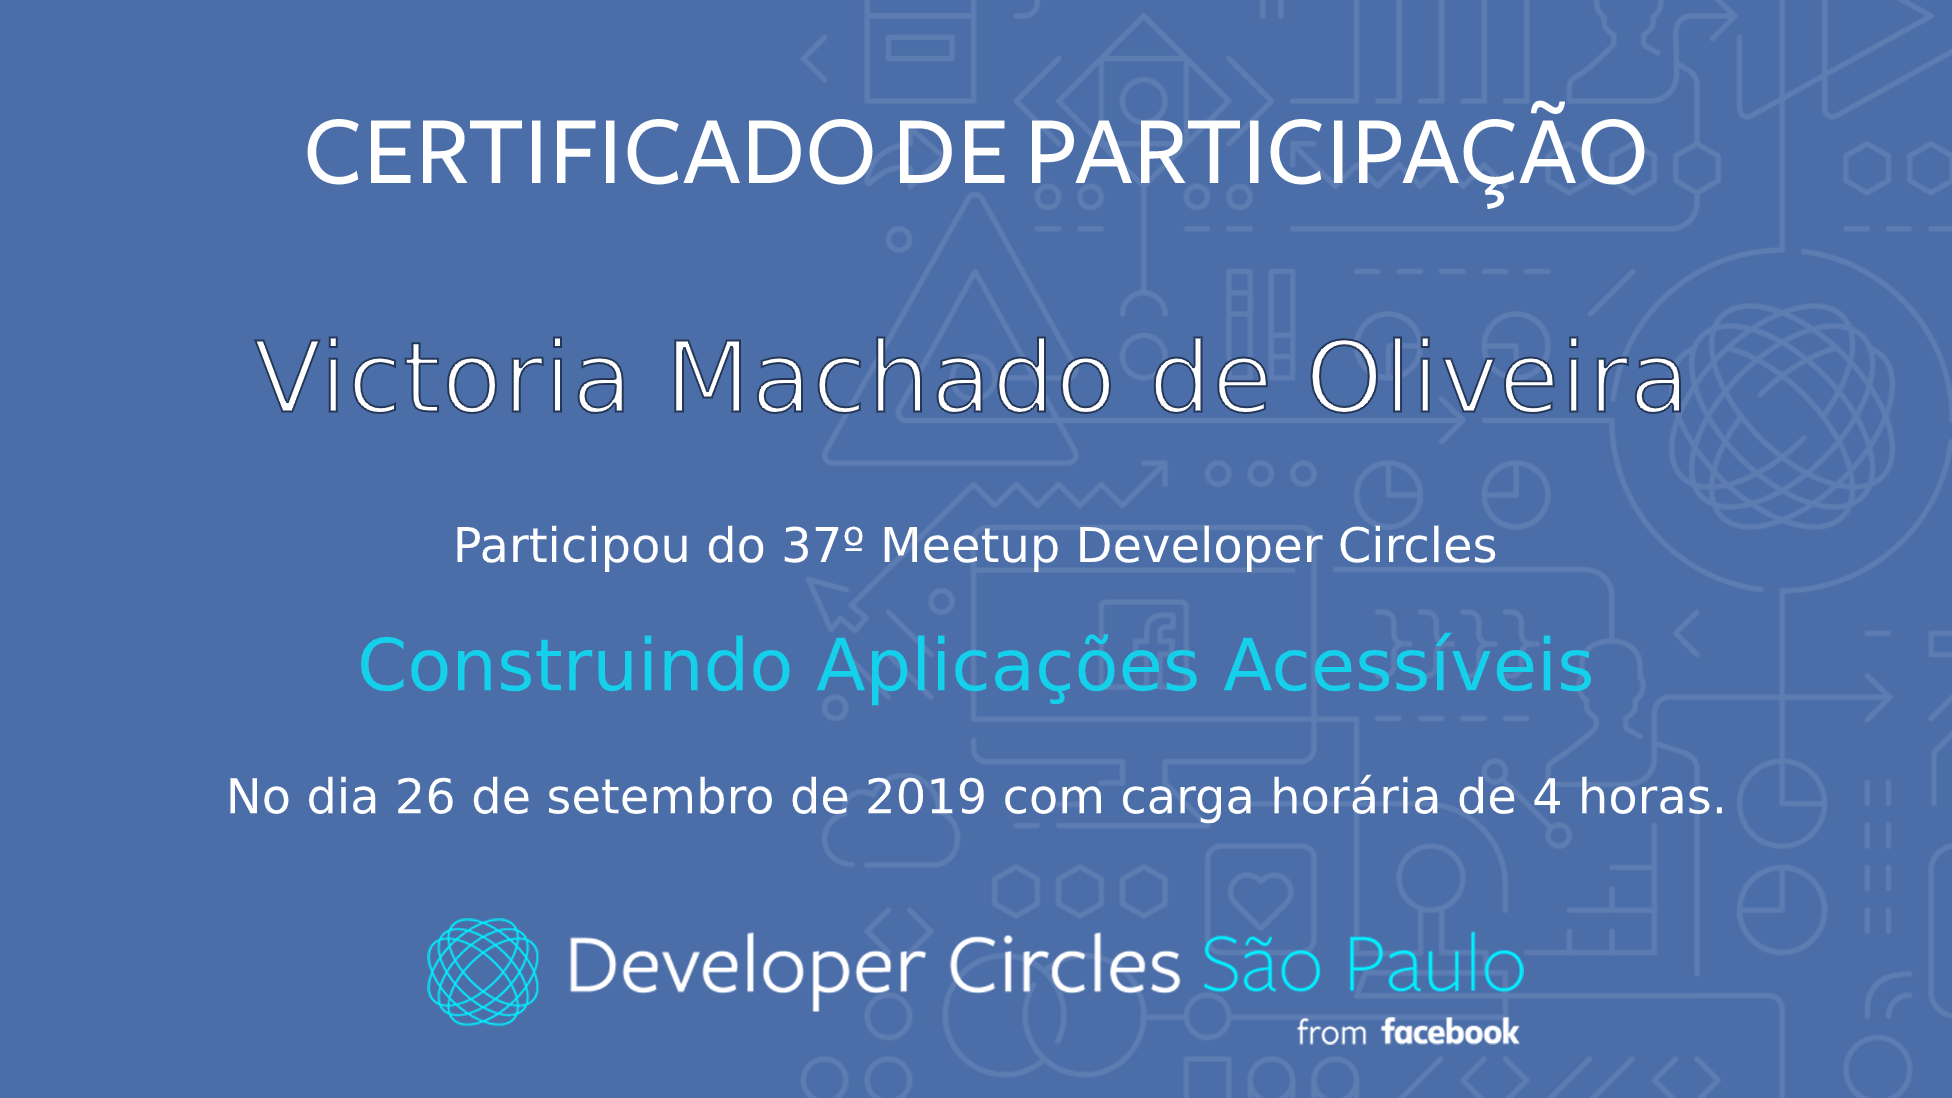 CERTIFICADO DE PARTICIPAÇÃO
Victoria Machado de Oliveira
Participou do 37º Meetup Developer Circles
Construindo Aplicações Acessíveis
No dia 26 de setembro de 2019 com carga horária de 4 horas.
Developer Circles São Paulo
from facebook